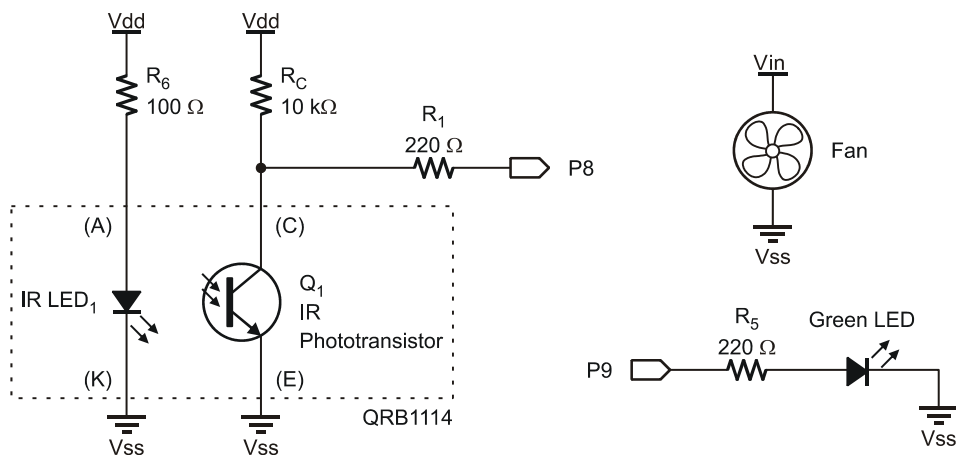 Vdd
R6
100 Ω
(A)
IR LED1
(K)
Vss
Vdd
RC
10 kΩ
(C)
Q1
IR
Phototransistor
(E)
Vss
QRB1114
R1
220 Ω
P8
Vin
Fan
Vss
P9
R5
220 Ω
Green LED
Vss